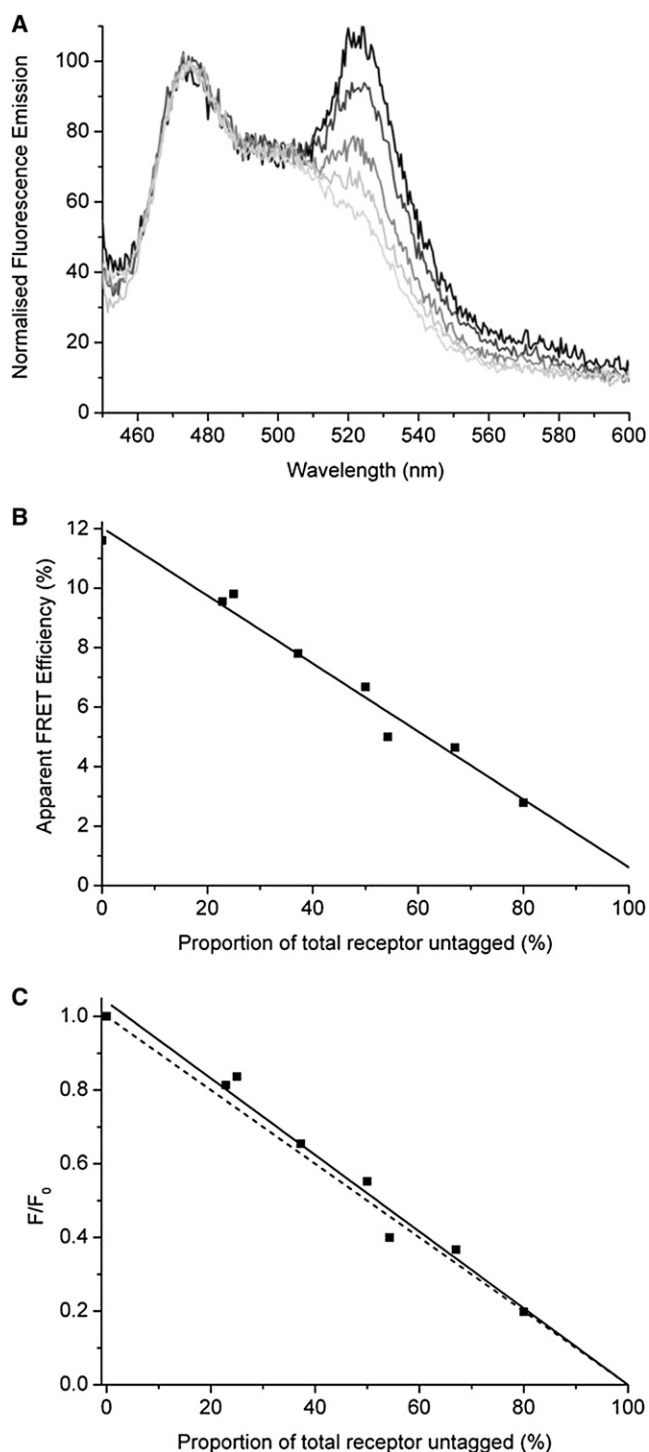 A
Normalised Fluorescence Emission
100
80
60
40
20
0
460 480 500 520 540 560 580 600
Wavelength (nm)
B
Apparent FRET Efficiency (%)
12
10
8
6
4
2
0
0 20 40 60 80 100
Proportion of total receptor untagged (%)
C
F/F0
1.0
0.8
0.6
0.4
0.2
0.0
0 20 40 60 80 100
Proportion of total receptor untagged (%)